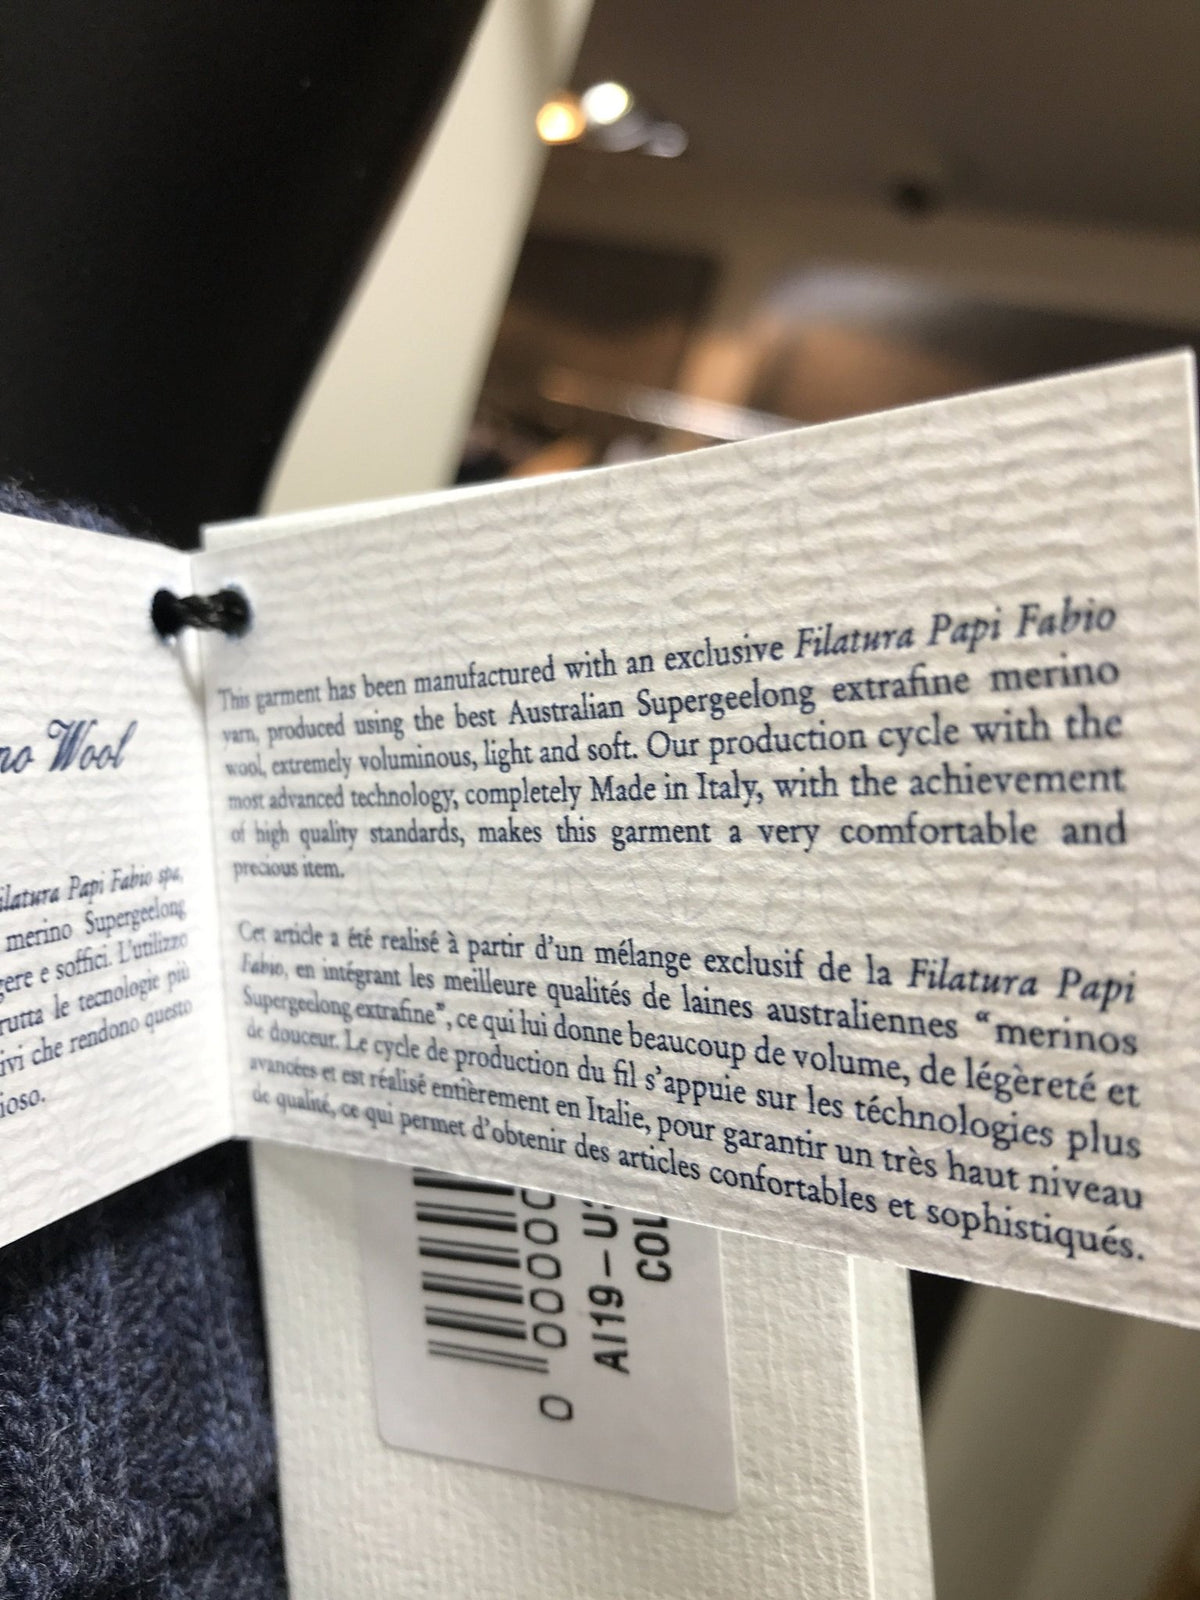 no Wool
ilatura Papi Fabio spa,
merino Supergeelong
gere e soffici. L'utilizzo
rutta le tecnologie più
ivi che rendono questo
ioso.
This garment has been manufactured with an exclusive Filatura Papi Fabio
yarn, produced using the best Australian Supergeelong extrafine merino
wool, extremely voluminous, light and soft. Our production cycle with the
most advanced technology, completely Made in Italy, with the achievement
of high quality standards, makes this garment a very comfortable and
precious item.
Cet article a été realisé à partir d'un mélange exclusif de la Filatura Papi
Fabio, en intégrant les meilleure qualités de laines australiennes “merinos
Supergeelong extrafine”, ce qui lui donne beaucoup de volume, de légèreté et
de douceur. Le cycle de production du fil s'appuie sur les téchnologies plus
avancées et est réalisé entièrement en Italie, pour garantir un très haut niveau
de qualité, ce qui permet d'obtenir des articles confortables et sophistiqués.
0 00000
AI19-U
COL